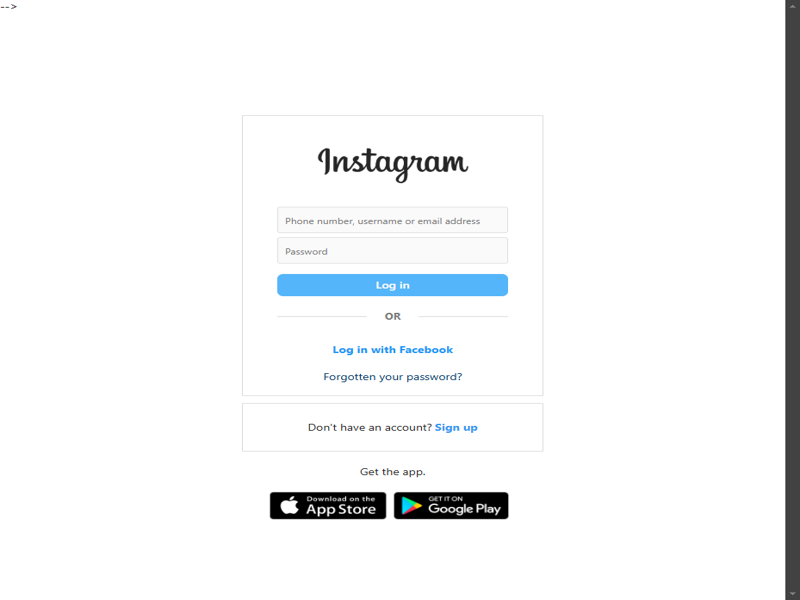 -->
Instagram
Phone number, username or email address
Password
Log in
OR
Log in with Facebook
Forgotten your password?
Don't have an account? Sign up
Get the app.
Download on the
App Store
GET IT ON
Google Play